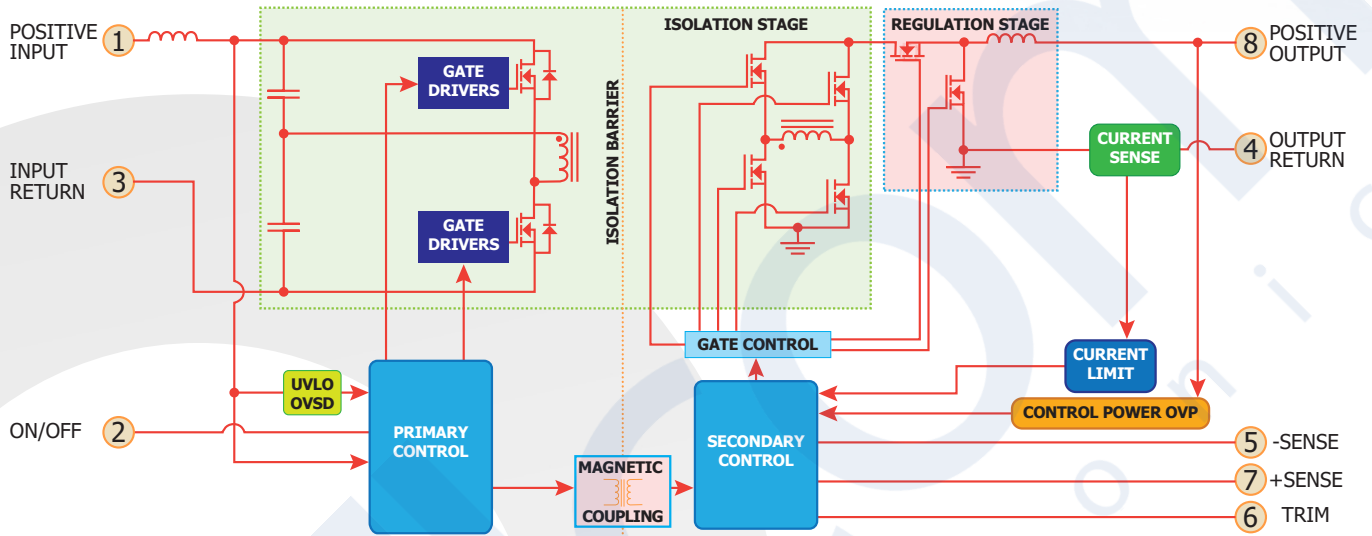 POSITIVE
INPUT
1
INPUT
RETURN
3
ON/OFF
2
ISOLATION STAGE
REGULATION STAGE
ISOLATION BARRIER
GATE
DRIVERS
GATE
DRIVERS
8
POSITIVE
OUTPUT
CURRENT
SENSE
4
OUTPUT
RETURN
GATE CONTROL
CURRENT
LIMIT
CONTROL POWER OVP
UVLO
OVSD
PRIMARY
CONTROL
SECONDARY
CONTROL
MAGNETIC
COUPLING
5
-SENSE
7
+SENSE
6
TRIM